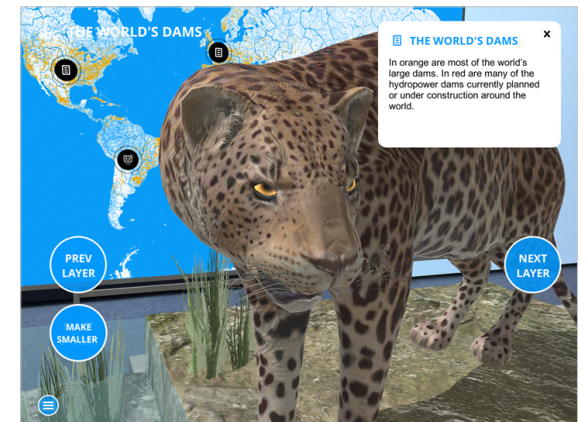 THE WORLD'S DAMS
x
THE WORLD'S DAMS
In orange are most of the world's
large dams. In red are many of the
hydropower dams currently planned
or under construction around the
world.
PREV
LAYER
NEXT
LAYER
MAKE
SMALLER